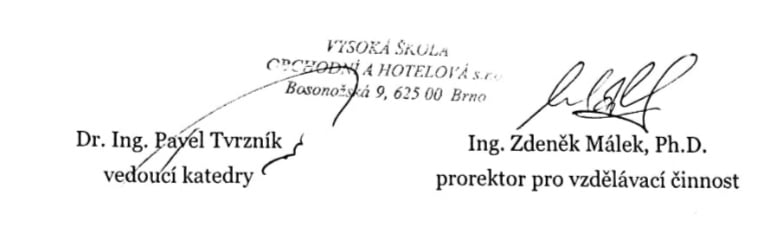 VYSOKÁ ŠKOLA
OBCHODNÍ A HOTELOVÁ s.r.o.
Bosonožská 9, 625 00 Brno
Dr. Ing. Pavel Tvrzník
vedoucí katedry
Ing. Zdeněk Málek, Ph.D.
prorektor pro vzdělávací činnost